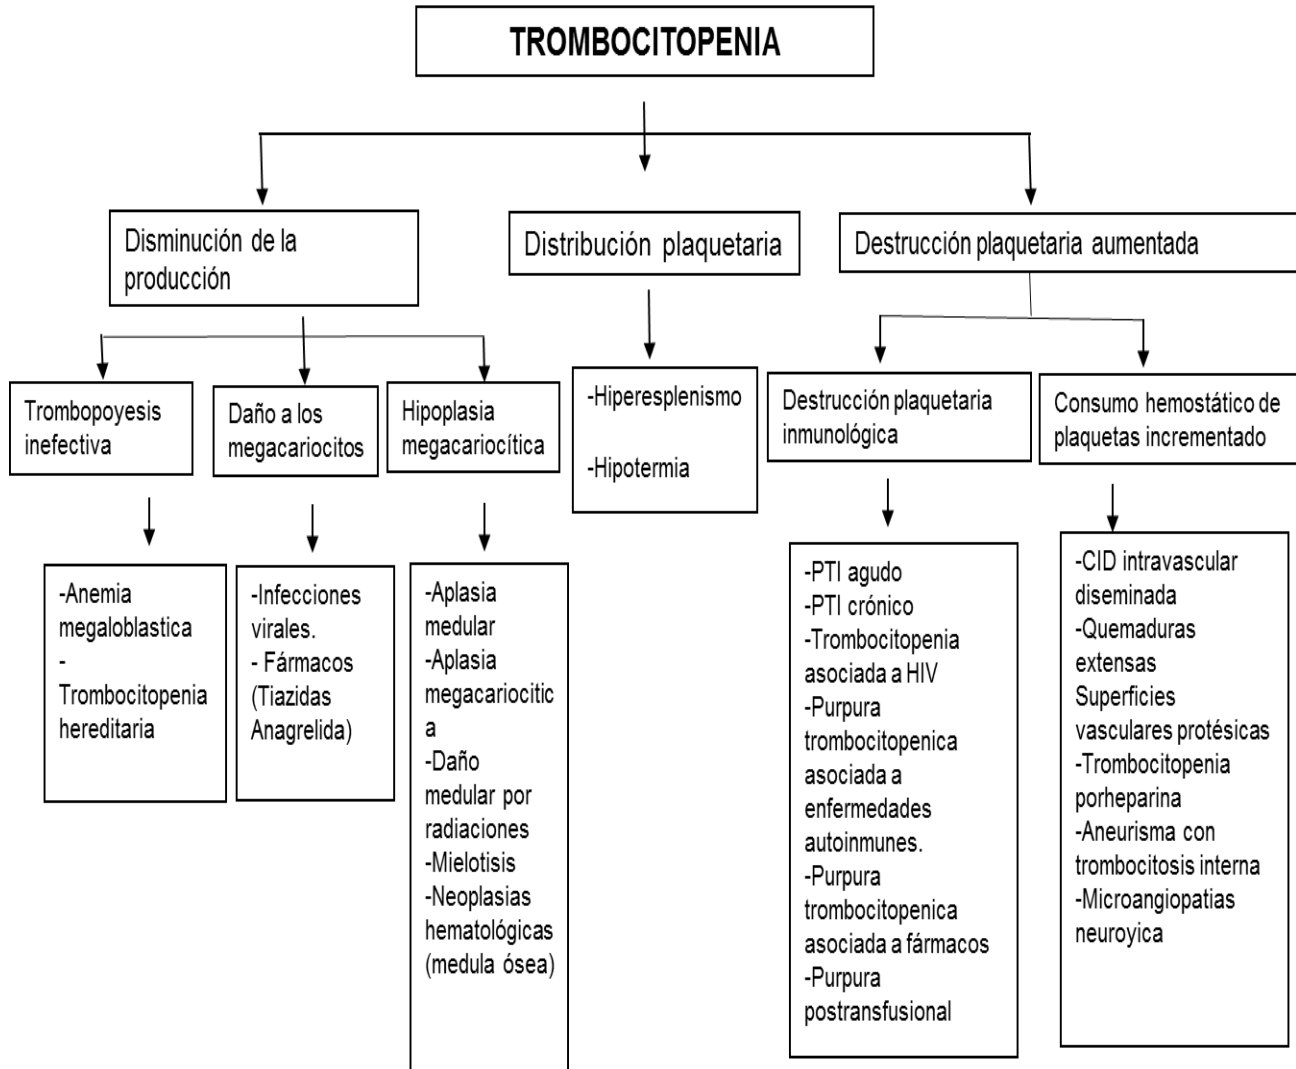 TROMBOCITOPENIA
Disminución de la
producción
Distribución plaquetaria
Destrucción plaquetaria aumentada
Trombopoyesis
inefectiva
Daño a los
megacariocitos
Hipoplasia
megacariocítica
-Hiperesplenismo
-Hipotermia
Destrucción plaquetaria
inmunológica
Consumo hemostático de
plaquetas incrementado
-Anemia
megaloblastica
-
Trombocitopenia
hereditaria
-Infecciones
virales.
- Fármacos
(Tiazidas
Anagrelida)
-Aplasia
medular
-Aplasia
megacariocitic
a
-Daño
medular por
radiaciones
-Mielotisis
-Neoplasias
hematológicas
(medula ósea)
-PTI agudo
-PTI crónico
-Trombocitopenia
asociada a HIV
-Purpura
trombocitopenica
asociada a
enfermedades
autoinmunes.
-Purpura
trombocitopenica
asociada a fármacos
-Purpura
postransfusional
-CID intravascular
diseminada
-Quemaduras
extensas
Superficies
vasculares protésicas
-Trombocitopenia
porheparina
-Aneurisma con
trombocitosis interna
-Microangiopatias
neuroyica